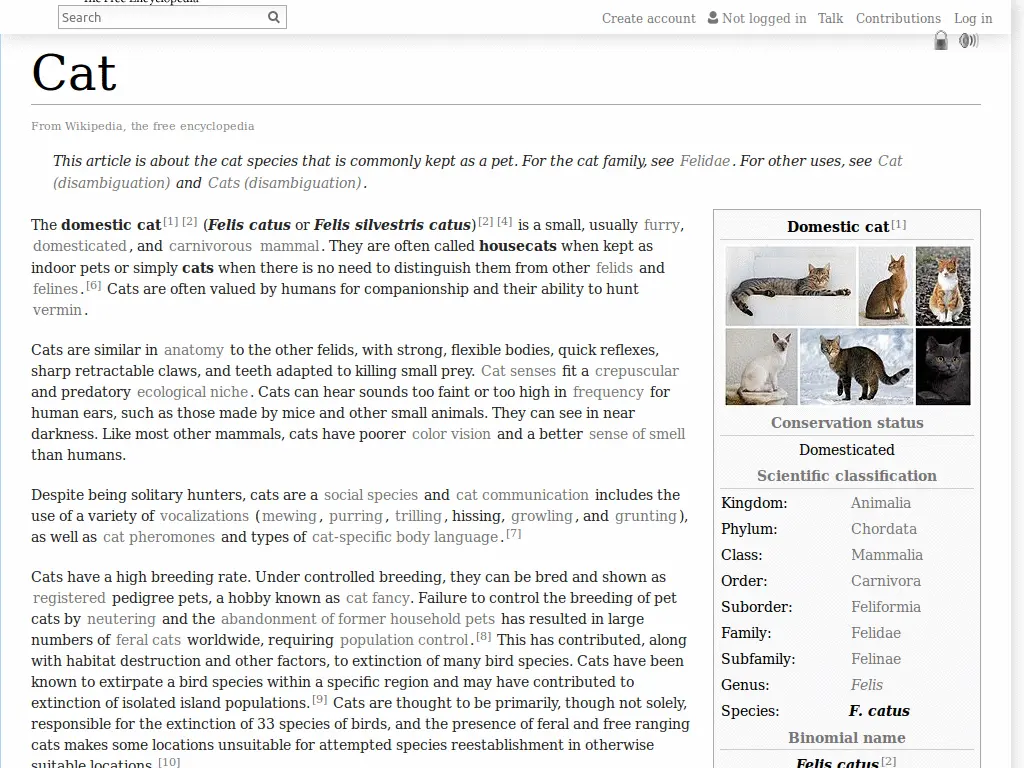 The Free Encyclopedia
Search
Create account Not logged in Talk Contributions Log in
Cat
From Wikipedia, the free encyclopedia
This article is about the cat species that is commonly kept as a pet. For the cat family, see Felidae. For other uses, see Cat
(disambiguation) and Cats (disambiguation).
The domestic cat[1] [2] (Felis catus or Felis silvestris catus)[2] [4] is a small, usually furry,
domesticated, and carnivorous mammal. They are often called housecats when kept as
indoor pets or simply cats when there is no need to distinguish them from other felids and
felines.[6] Cats are often valued by humans for companionship and their ability to hunt
vermin.
Cats are similar in anatomy to the other felids, with strong, flexible bodies, quick reflexes,
sharp retractable claws, and teeth adapted to killing small prey. Cat senses fit a crepuscular
and predatory ecological niche. Cats can hear sounds too faint or too high in frequency for
human ears, such as those made by mice and other small animals. They can see in near
darkness. Like most other mammals, cats have poorer color vision and a better sense of smell
than humans.
Despite being solitary hunters, cats are a social species and cat communication includes the
use of a variety of vocalizations (mewing, purring, trilling, hissing, growling, and grunting),
as well as cat pheromones and types of cat-specific body language.[7]
Cats have a high breeding rate. Under controlled breeding, they can be bred and shown as
registered pedigree pets, a hobby known as cat fancy. Failure to control the breeding of pet
cats by neutering and the abandonment of former household pets has resulted in large
numbers of feral cats worldwide, requiring population control.[8] This has contributed, along
with habitat destruction and other factors, to extinction of many bird species. Cats have been
known to extirpate a bird species within a specific region and may have contributed to
extinction of isolated island populations.[9] Cats are thought to be primarily, though not solely,
responsible for the extinction of 33 species of birds, and the presence of feral and free ranging
cats makes some locations unsuitable for attempted species reestablishment in otherwise
suitable locations.[10]
Domestic cat[1]
Conservation status
Domesticated
Scientific classification
Kingdom: Animalia
Phylum: Chordata
Class: Mammalia
Order: Carnivora
Suborder: Feliformia
Family: Felidae
Subfamily: Felinae
Genus: Felis
Species: F. catus
Binomial name
Felis catus[2]